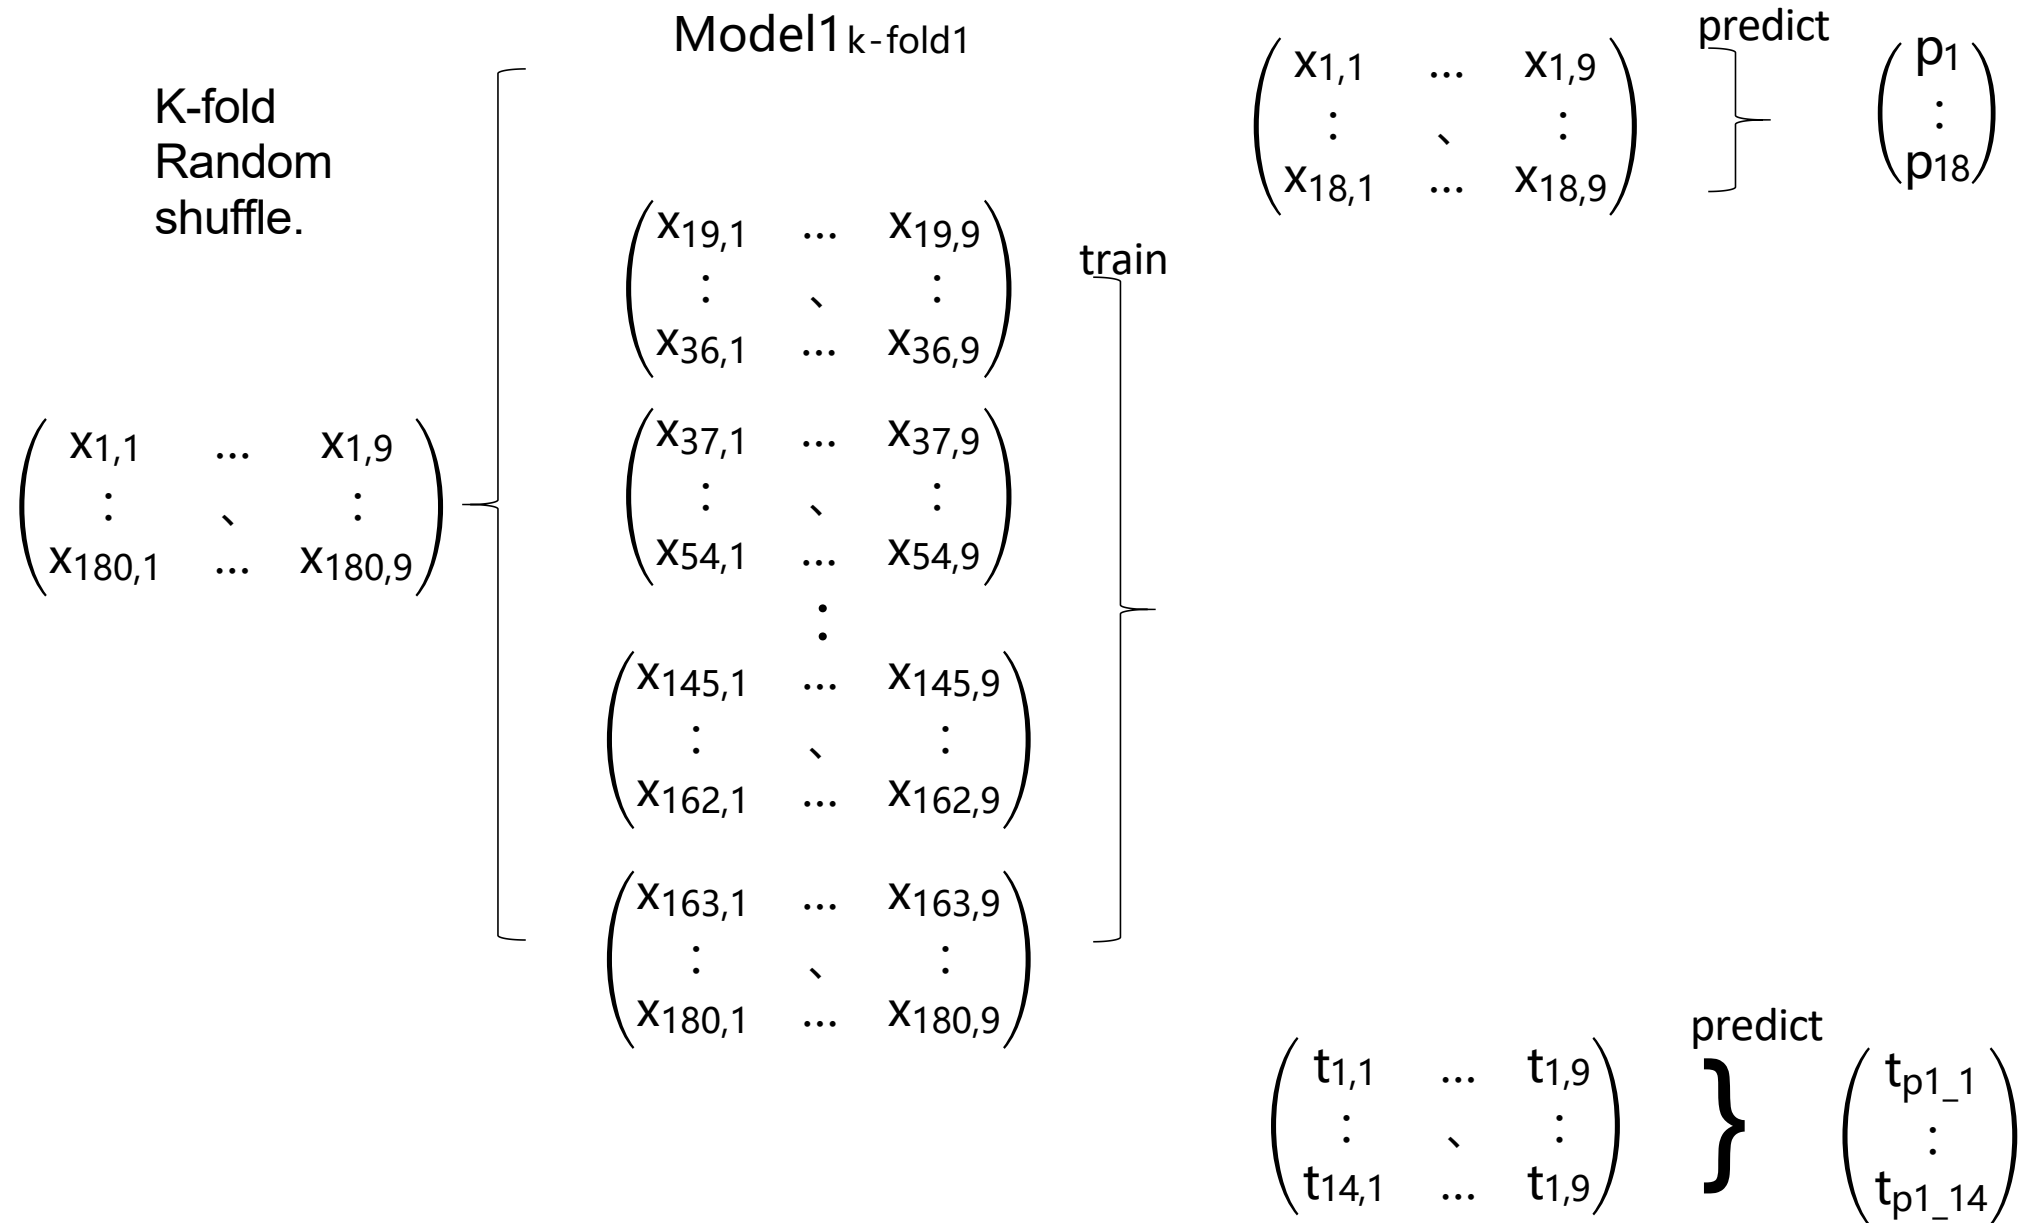 Model1k-fold1
K-fold
Random
shuffle.
x1,1 ... x1,9
: 、 :
x180,1 ... x180,9
x19,1 ... x19,9
: 、 :
x36,1 ... x36,9
x37,1 ... x37,9
: 、 :
x54,1 ... x54,9
:
x145,1 ... x145,9
: 、 :
x162,1 ... x162,9
x163,1 ... x163,9
: 、 :
x180,1 ... x180,9
train
predict
x1,1 ... x1,9
: 、 :
x18,1 ... x18,9
p1
:
p18
predict
t1,1 ... t1,9
: 、 :
t14,1 ... t1,9
tp1_1
:
tp1_14